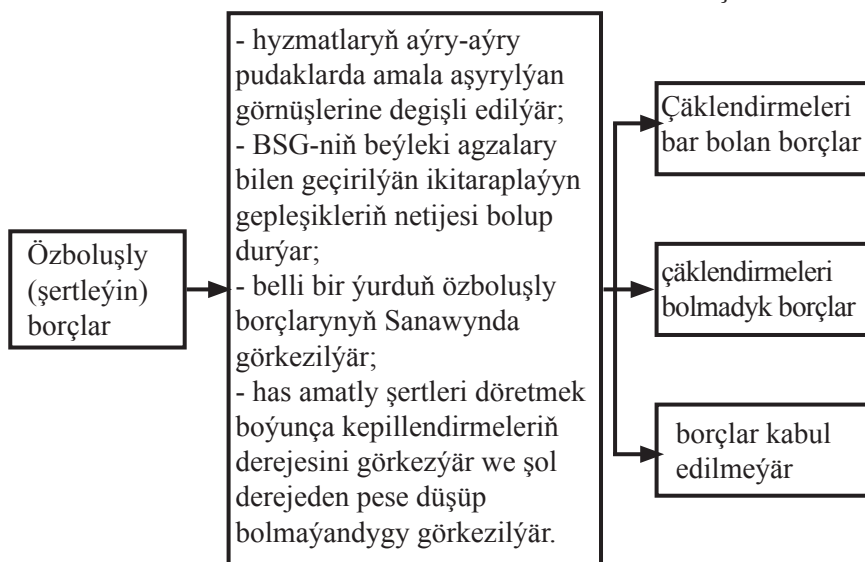 Özboluşly
(şertleýin)
borçlar
- hyzmatlaryň aýry-aýry
pudaklarda amala aşyrylýan
görnüşlerine degişli edilýär;
- BSG-niň beýleki agzalary
bilen geçirilýän ikitaraplaýyn
gepleşikleriň netijesi bolup
durýar;
- belli bir ýurduň özboluşly
borçlarynyň Sanawynda
görkezilýär;
- has amatly şertleri döretmek
boýunça kepillendirmeleriň
derejesini görkezýär we şol
derejeden pese düşüp
bolmaýandygy görkezilýär.
Çäklendirmeleri
bar bolan borçlar
çäklendirmeleri
bolmadyk borçlar
borçlar kabul
edilmeýär